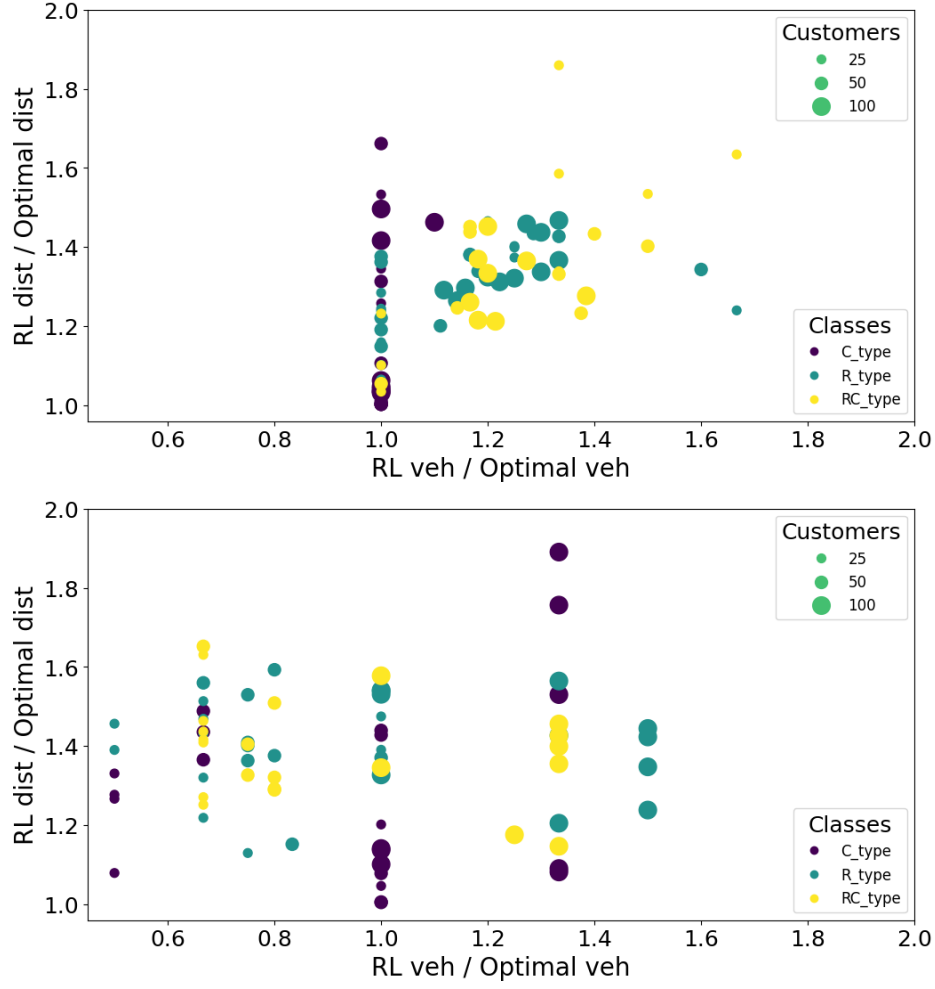 2.0
1.8
1.6
1.4
1.2
1.0
RL dist / Optimal dist
Customers
25
50
100
Classes
C_type
R_type
RC_type
0.6 0.8 1.0 1.2 1.4 1.6 1.8 2.0
RL veh / Optimal veh
2.0
1.8
1.6
1.4
1.2
1.0
RL dist / Optimal dist
Customers
25
50
100
Classes
C_type
R_type
RC_type
0.6 0.8 1.0 1.2 1.4 1.6 1.8 2.0
RL veh / Optimal veh